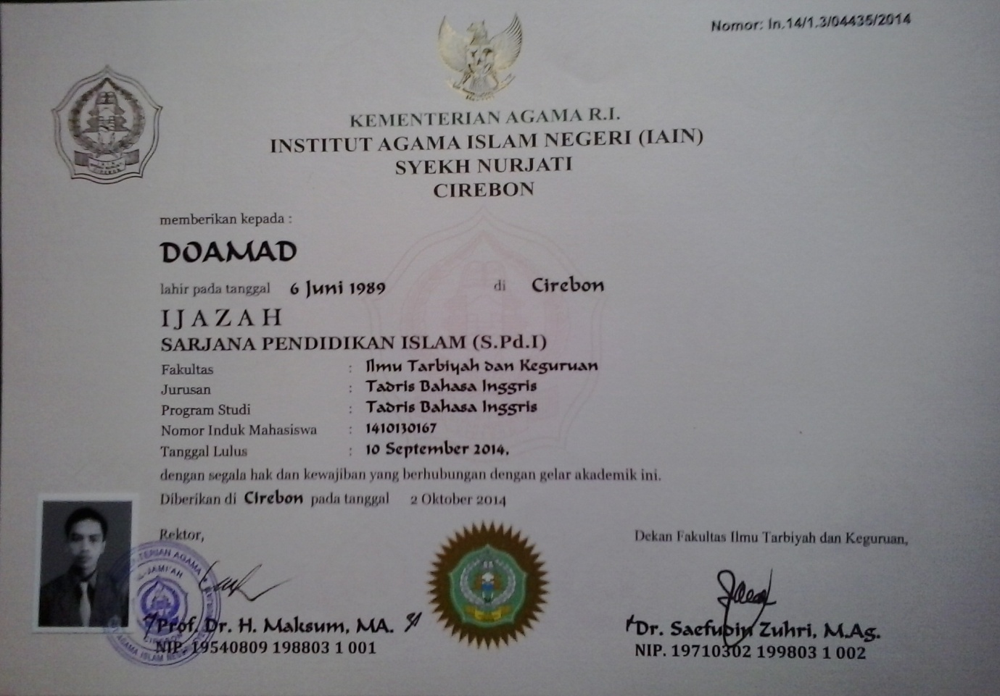 Nomor: In.14/1.3/04435/2014
KEMENTERIAN AGAMA R.I.
INSTITUT AGAMA ISLAM NEGERI (IAIN)
SYEKH NURJATI
CIREBON
memberikan kepada :
DOAMAD
lahir pada tanggal 6 Juni 1989 di Cirebon
IJAZAH
SARJANA PENDIDIKAN ISLAM (S.Pd.I)
Fakultas : Ilmu Tarbiyah dan Keguruan
Jurusan : Tadris Bahasa Inggris
Program Studi : Tadris Bahasa Inggris
Nomor Induk Mahasiswa : 1410130167
Tanggal Lulus : 10 September 2014.
dengan segala hak dan kewajiban yang berhubungan dengan gelar akademik ini.
Diberikan di Cirebon pada tanggal 2 Oktober 2014
Rektor,
Dekan Fakultas Ilmu Tarbiyah dan Keguruan,
Prof. Dr. H. Maksum, MA.
NIP. 19540809 198803 1 001
Dr. Saefudin Zuhri, M.Ag.
NIP. 19710302 199803 1 002